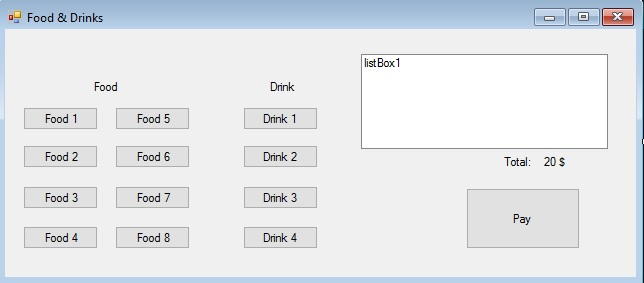 Food & Drinks
listBox1
Food Drink
Food 1 Food 5 Drink 1
Food 2 Food 6 Drink 2
Total: 20 $
Food 3 Food 7 Drink 3
Pay
Food 4 Food 8 Drink 4